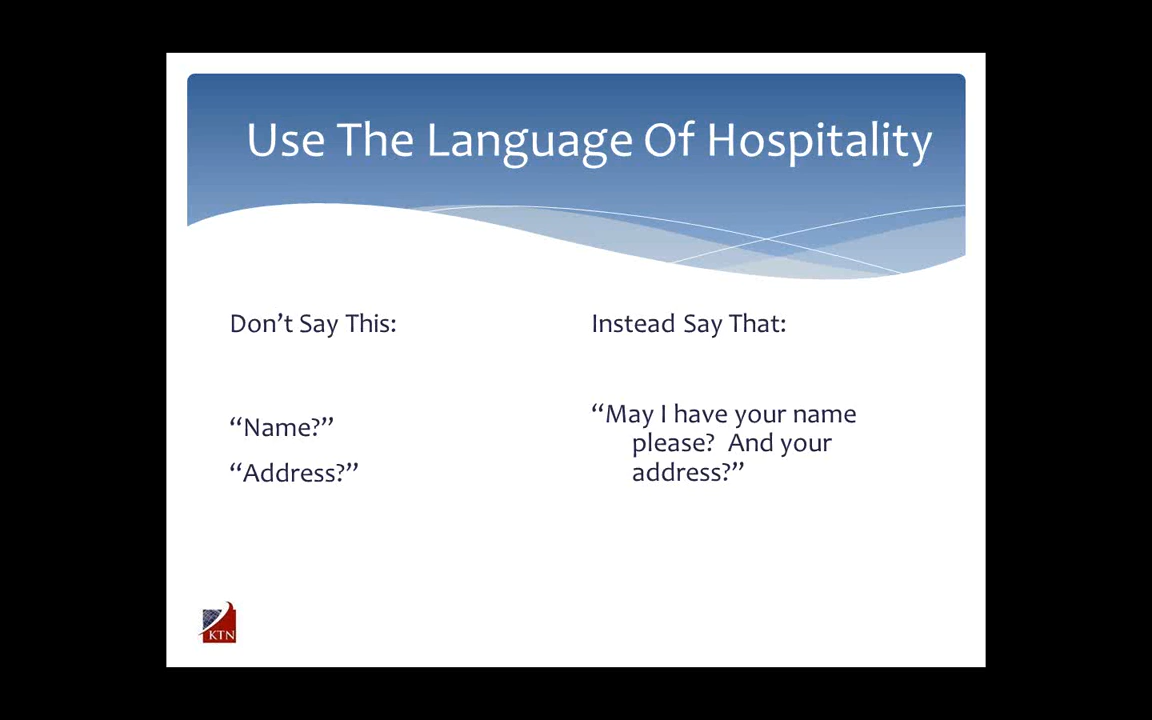 Use The Language Of Hospitality
Don’t Say This:
“Name?”
“Address?”
Instead Say That:
“May I have your name
please?  And your
address?”
KTN